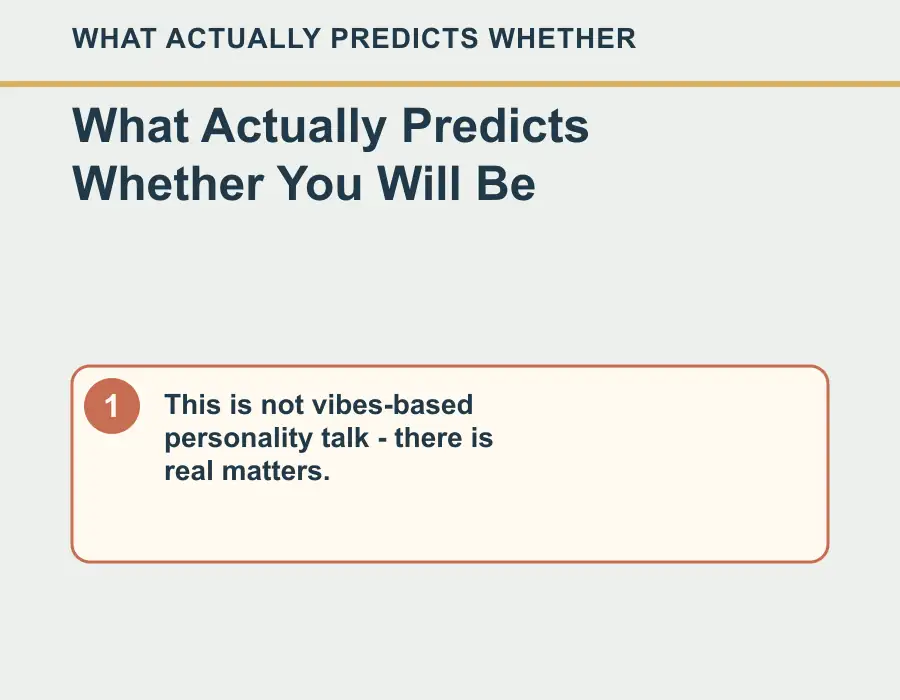 WHAT ACTUALLY PREDICTS WHETHER
What Actually Predicts
Whether You Will Be
1
This is not vibes-based
personality talk - there is
real matters.